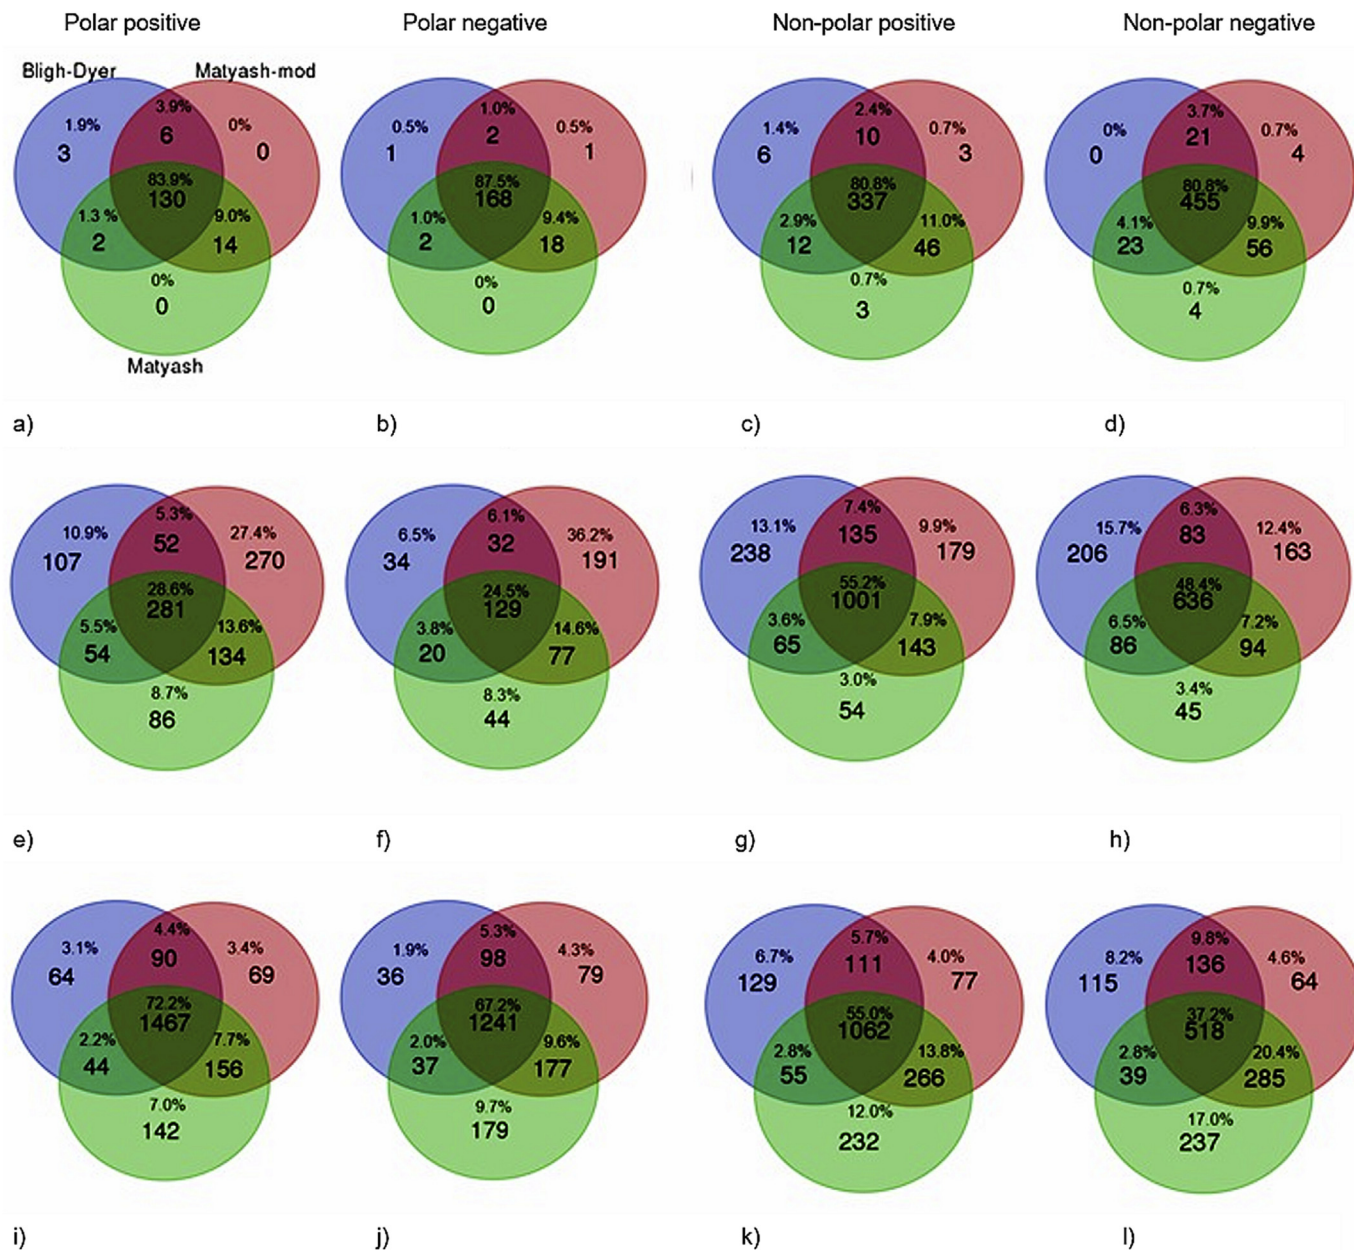 Polar positive Polar negative Non-polar positive Non-polar negative
Bligh-Dyer Matyash-mod
3.9% 1.0% 2.4% 3.7%
1.9% 6 0% 0.5% 2 0.5% 1.4% 10 0.7% 0% 21 0.7%
3 0 1 1 6 3 0 4
83.9% 87.5% 80.8% 80.8%
130 168 337 455
1.3 % 9.0% 1.0% 9.4% 2.9% 11.0% 4.1% 9.9%
2 14 2 18 12 46 23 56
0% 0% 0.7% 0.7%
0 0 3 4
Matyash
a) b) c) d)
5.3% 6.1% 7.4% 6.3%
10.9% 27.4% 6.5% 36.2% 13.1% 9.9% 15.7% 12.4%
107 52 270 34 32 191 238 135 179 206 83 163
28.6% 24.5% 55.2% 48.4%
281 129 1001 636
5.5% 13.6% 3.8% 14.6% 3.6% 7.9% 6.5% 7.2%
54 134 20 77 65 143 86 94
8.7% 8.3% 3.0% 3.4%
86 44 54 45
e) f) g) h)
4.4% 5.3% 5.7% 9.8%
3.1% 3.4% 1.9% 4.3% 6.7% 4.0% 8.2% 4.6%
64 90 69 36 98 79 129 111 77 115 136 64
72.2% 67.2% 55.0% 37.2%
1467 1241 1062 518
2.2% 7.7% 2.0% 9.6% 2.8% 13.8% 2.8% 20.4%
44 156 37 177 55 266 39 285
7.0% 9.7% 12.0% 17.0%
142 179 232 237
i) j) k) l)